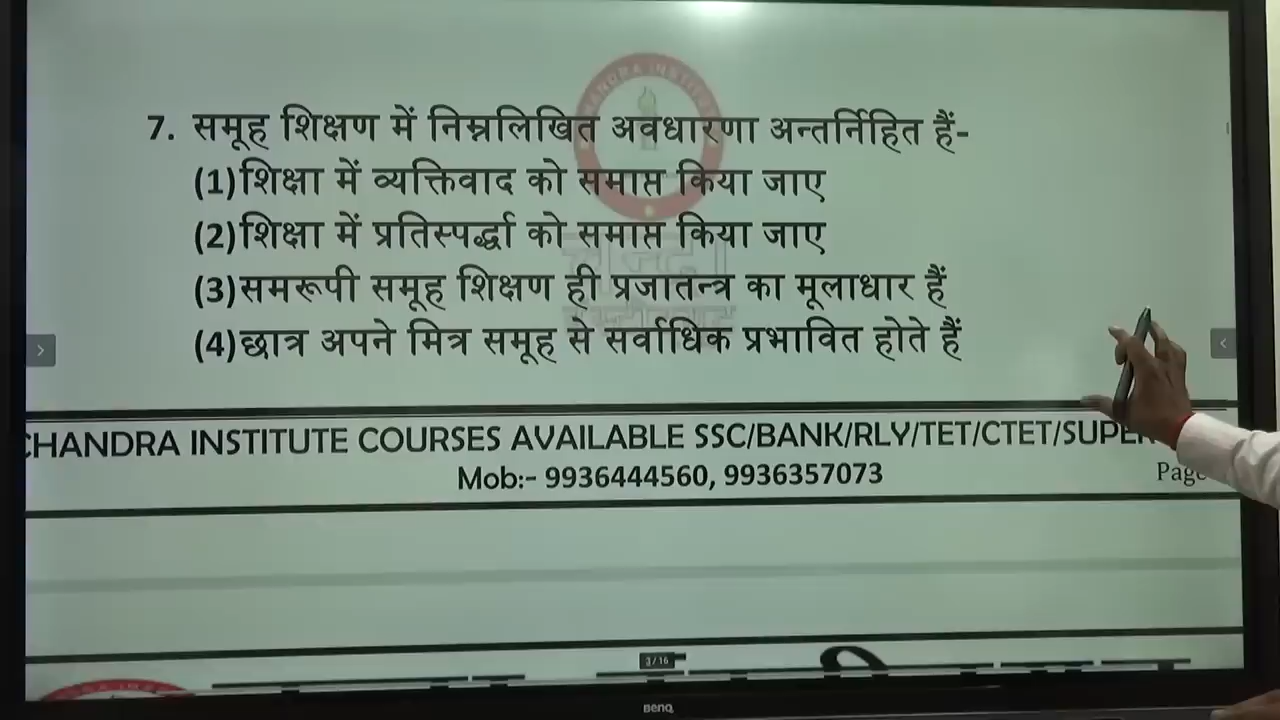 7. समूह शिक्षण में निम्नलिखित अवधारणा अन्तर्निहित हैं-
(1)शिक्षा में व्यक्तिवाद को समाप्त किया जाए
(2)शिक्षा में प्रतिस्पर्द्धा को समाप्त किया जाए
(3)समरूपी समूह शिक्षण ही प्रजातन्त्र का मूलाधार हैं
(4)छात्र अपने मित्र समूह से सर्वाधिक प्रभावित होते हैं
CHANDRA INSTITUTE COURSES AVAILABLE SSC/BANK/RLY/TET/CTET/SUPER
Mob:- 9936444560, 9936357073
Page
3/16
BenQ